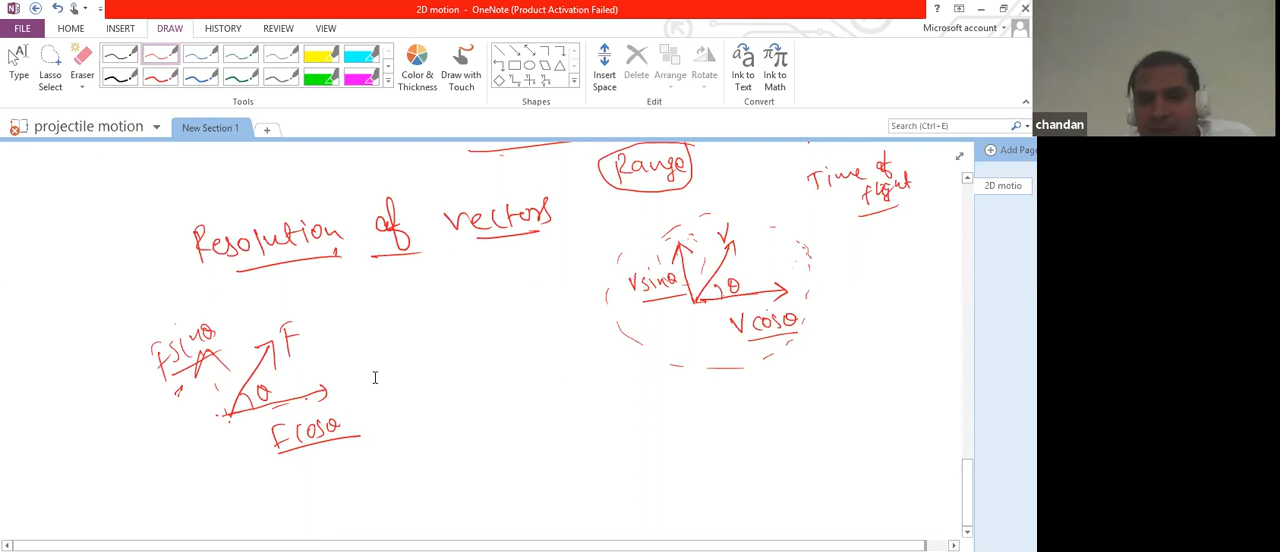 2D motion - OneNote (Product Activation Failed)
Microsoft account
FILE HOME INSERT DRAW HISTORY REVIEW VIEW
Type
Lasso Select
Eraser
Color & Thickness
Draw with Touch
Insert Space
Delete
Arrange
Rotate
Ink to Text
Ink to Math
Tools
Shapes
Edit
Convert
projectile motion
New Section 1
Search (Ctrl+E)
chandan
Add Pag
2D motio
Range
Time of
flight
Resolution of vectors
V
Vsinθ
θ
V cosθ
Fsinθ
F
θ
Fcosθ